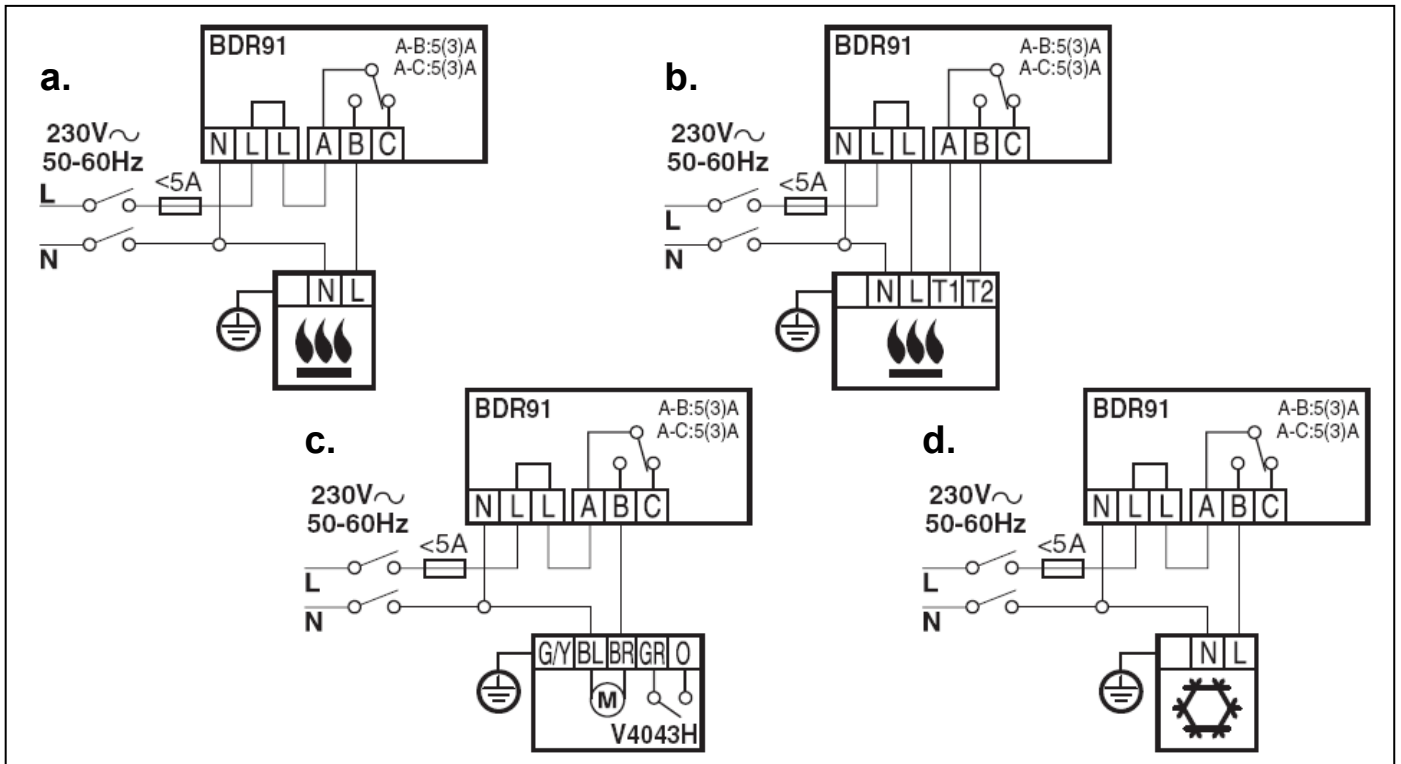 a.
BDR91
A-B:5(3)A
A-C:5(3)A
230V~
50-60Hz
N L L A B C
L
<5A
N
N L
b.
BDR91
A-B:5(3)A
A-C:5(3)A
230V~
50-60Hz
N L L A B C
<5A
L
N
N L T1 T2
c.
BDR91
A-B:5(3)A
A-C:5(3)A
230V~
50-60Hz
N L L A B C
<5A
L
N
G/Y BL BR GR O
M
V4043H
d.
BDR91
A-B:5(3)A
A-C:5(3)A
230V~
50-60Hz
N L L A B C
<5A
L
N
N L